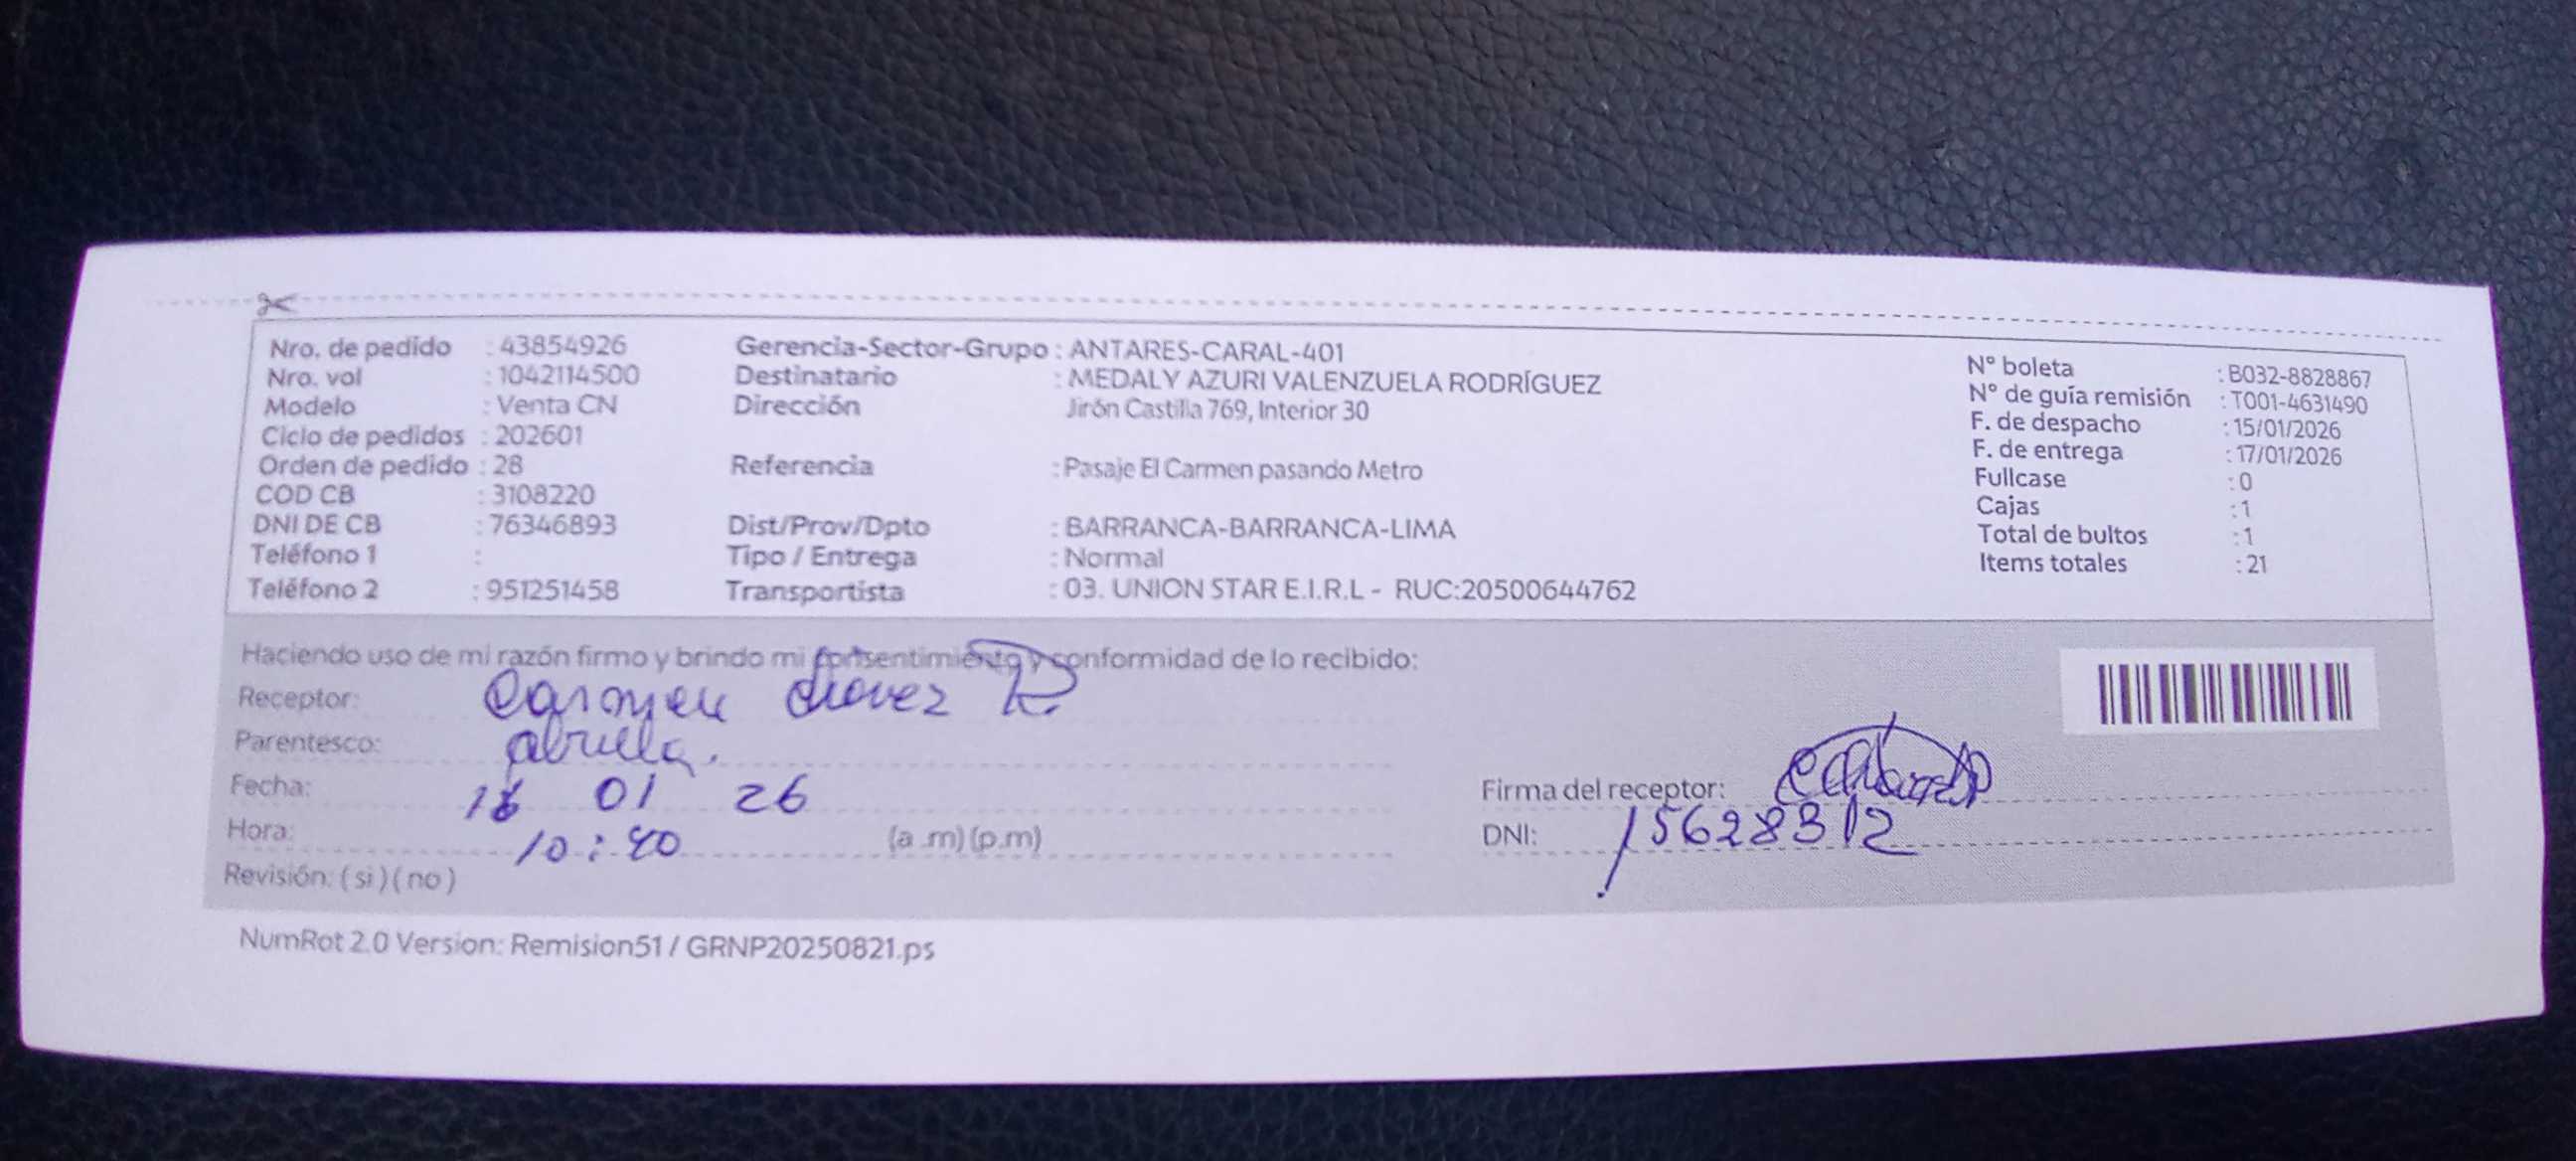 Nro. de pedido : 43854926
Nro. vol : 1042114500
Modelo : Venta CN
Ciclo de pedidos : 202601
Orden de pedido : 28
COD CB : 3108220
DNI DE CB : 76346893
Teléfono 1 :
Teléfono 2 : 951251458
Gerencia-Sector-Grupo : ANTARES-CARAL-401
Destinatario : MEDALY AZURI VALENZUELA RODRÍGUEZ
Dirección Jirón Castilla 769, Interior 30
Referencia : Pasaje El Carmen pasando Metro
Dist/Prov/Dpto : BARRANCA-BARRANCA-LIMA
Tipo / Entrega : Normal
Transportista : 03. UNION STAR E.I.R.L - RUC:20500644762
N° boleta : B032-8828867
N° de guía remisión : T001-4631490
F. de despacho : 15/01/2026
F. de entrega : 17/01/2026
Fullcase : 0
Cajas : 1
Total de bultos : 1
Items totales : 21
Haciendo uso de mi razón firmo y brindo mi consentimiento y conformidad de lo recibido:
Receptor: Carmen Chavez R.
Parentesco: abuela.
Fecha: 01 26
Hora: 10:40 (a .m) (p.m)
Revisión: ( si ) ( no )
Firma del receptor:
DNI: 15628312
NumRot 2.0 Version: Remision51 / GRNP20250821.ps